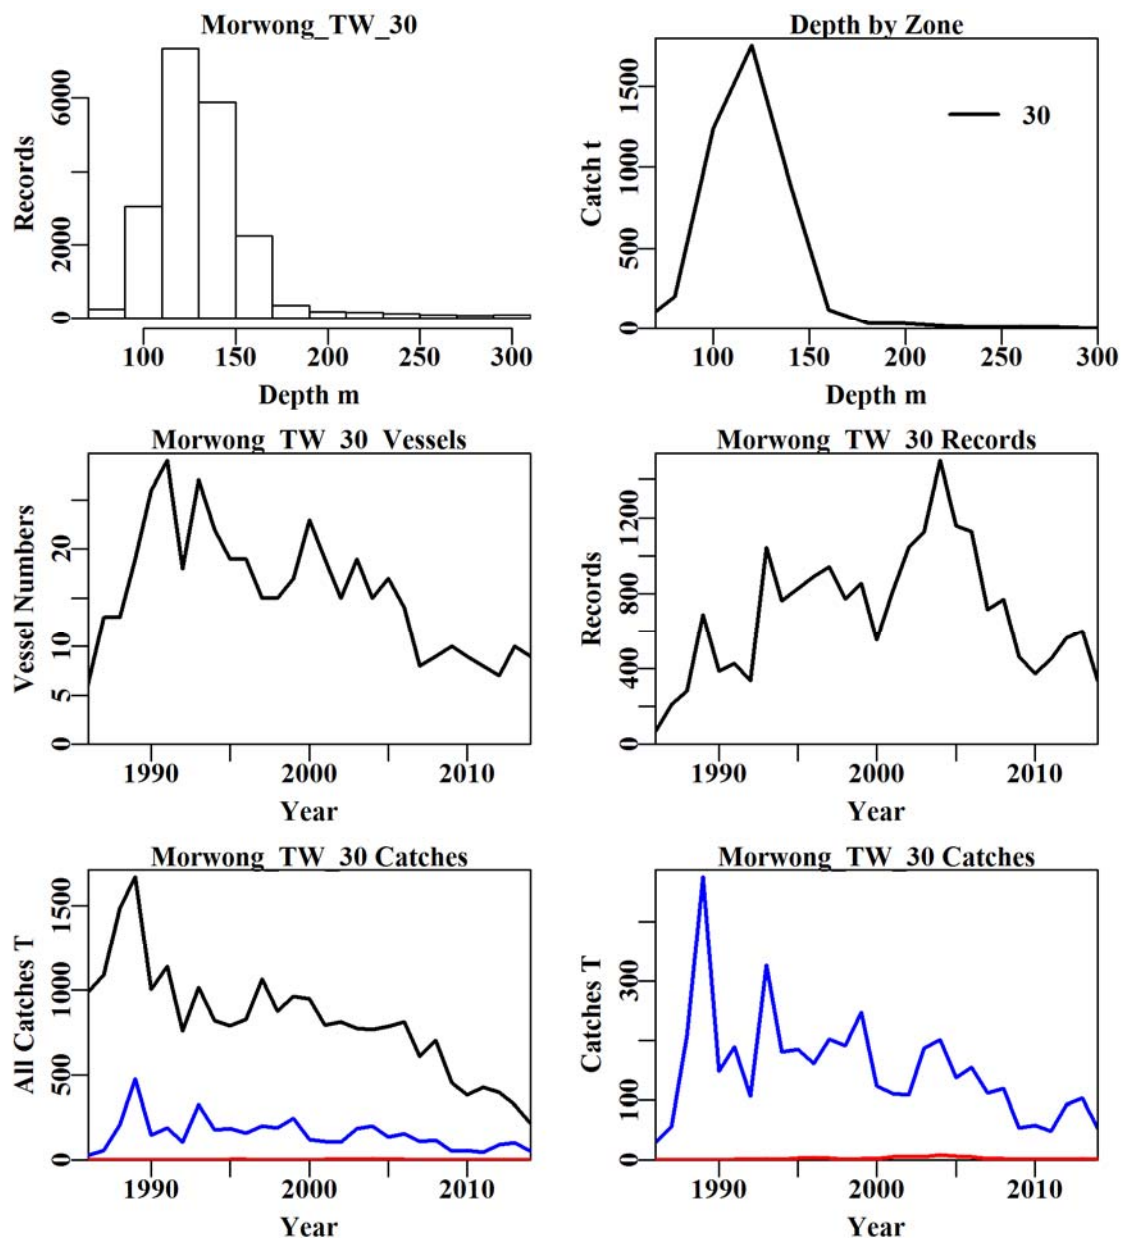 Morwong_TW_30
Records
0
2000
6000
100
150
200
250
300
Depth m
Depth by Zone
Catch t
0
500
1000
1500
30
100
150
200
250
300
Depth m
Morwong_TW_30_Vessels
Vessel Numbers
0
5
10
20
1990
2000
2010
Year
Morwong_TW_30 Records
Records
0
400
800
1200
1990
2000
2010
Year
Morwong_TW_30 Catches
All Catches T
0
500
1000
1500
1990
2000
2010
Year
Morwong_TW_30 Catches
Catches T
0
100
300
1990
2000
2010
Year